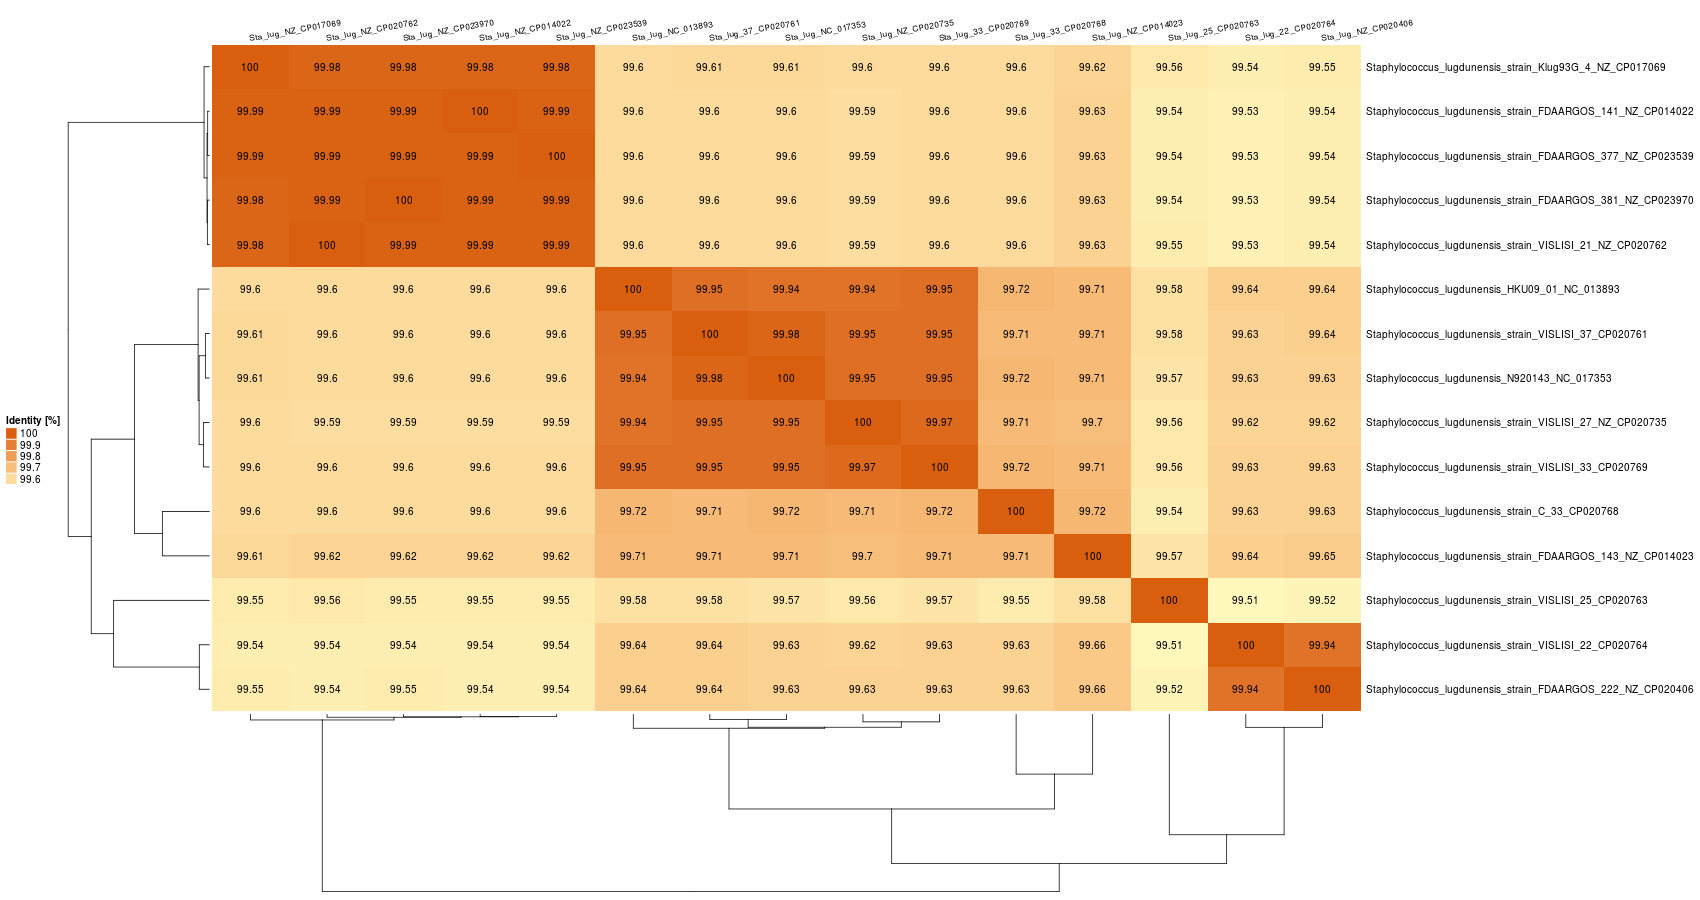 Sta_lug_NZ_CP017069 Sta_lug_NZ_CP020762 Sta_lug_NZ_CP023970 Sta_lug_NZ_CP014022 Sta_lug_NZ_CP023539 Sta_lug_NC_013893 Sta_lug_37_CP020761 Sta_lug_NC_017353 Sta_lug_NZ_CP020735 Sta_lug_33_CP020769 Sta_lug_33_CP020768 Sta_lug_NZ_CP014023 Sta_lug_25_CP020763 Sta_lug_22_CP020764 Sta_lug_NZ_CP020406
100 99.98 99.98 99.98 99.98 99.6 99.61 99.61 99.6 99.6 99.6 99.62 99.56 99.54 99.55 Staphylococcus_lugdunensis_strain_Klug93G_4_NZ_CP017069
99.99 99.99 99.99 100 99.99 99.6 99.6 99.6 99.59 99.6 99.6 99.63 99.54 99.53 99.54 Staphylococcus_lugdunensis_strain_FDAARGOS_141_NZ_CP014022
99.99 99.99 99.99 99.99 100 99.6 99.6 99.6 99.59 99.6 99.6 99.63 99.54 99.53 99.54 Staphylococcus_lugdunensis_strain_FDAARGOS_377_NZ_CP023539
99.98 99.99 100 99.99 99.99 99.6 99.6 99.6 99.59 99.6 99.6 99.63 99.54 99.53 99.54 Staphylococcus_lugdunensis_strain_FDAARGOS_381_NZ_CP023970
99.98 100 99.99 99.99 99.99 99.6 99.6 99.6 99.59 99.6 99.6 99.63 99.55 99.53 99.54 Staphylococcus_lugdunensis_strain_VISLISI_21_NZ_CP020762
99.6 99.6 99.6 99.6 99.6 100 99.95 99.94 99.94 99.95 99.72 99.71 99.58 99.64 99.64 Staphylococcus_lugdunensis_HKU09_01_NC_013893
99.61 99.6 99.6 99.6 99.6 99.95 100 99.98 99.95 99.95 99.71 99.71 99.58 99.63 99.64 Staphylococcus_lugdunensis_strain_VISLISI_37_CP020761
99.61 99.6 99.6 99.6 99.6 99.94 99.98 100 99.95 99.95 99.72 99.71 99.57 99.63 99.63 Staphylococcus_lugdunensis_N920143_NC_017353
99.6 99.59 99.59 99.59 99.59 99.94 99.95 99.95 100 99.97 99.71 99.7 99.56 99.62 99.62 Staphylococcus_lugdunensis_strain_VISLISI_27_NZ_CP020735
99.6 99.6 99.6 99.6 99.6 99.95 99.95 99.95 99.97 100 99.72 99.71 99.56 99.63 99.63 Staphylococcus_lugdunensis_strain_VISLISI_33_CP020769
99.6 99.6 99.6 99.6 99.6 99.72 99.71 99.72 99.71 99.72 100 99.72 99.54 99.63 99.63 Staphylococcus_lugdunensis_strain_C_33_CP020768
99.61 99.62 99.62 99.62 99.62 99.71 99.71 99.71 99.7 99.71 99.71 100 99.57 99.64 99.65 Staphylococcus_lugdunensis_strain_FDAARGOS_143_NZ_CP014023
99.55 99.56 99.55 99.55 99.55 99.58 99.58 99.57 99.56 99.57 99.55 99.58 100 99.51 99.52 Staphylococcus_lugdunensis_strain_VISLISI_25_CP020763
99.54 99.54 99.54 99.54 99.54 99.64 99.64 99.63 99.62 99.63 99.63 99.66 99.51 100 99.94 Staphylococcus_lugdunensis_strain_VISLISI_22_CP020764
99.55 99.54 99.55 99.54 99.54 99.64 99.64 99.63 99.63 99.63 99.63 99.66 99.52 99.94 100 Staphylococcus_lugdunensis_strain_FDAARGOS_222_NZ_CP020406
Identity [%]
100
99.9
99.8
99.7
99.6